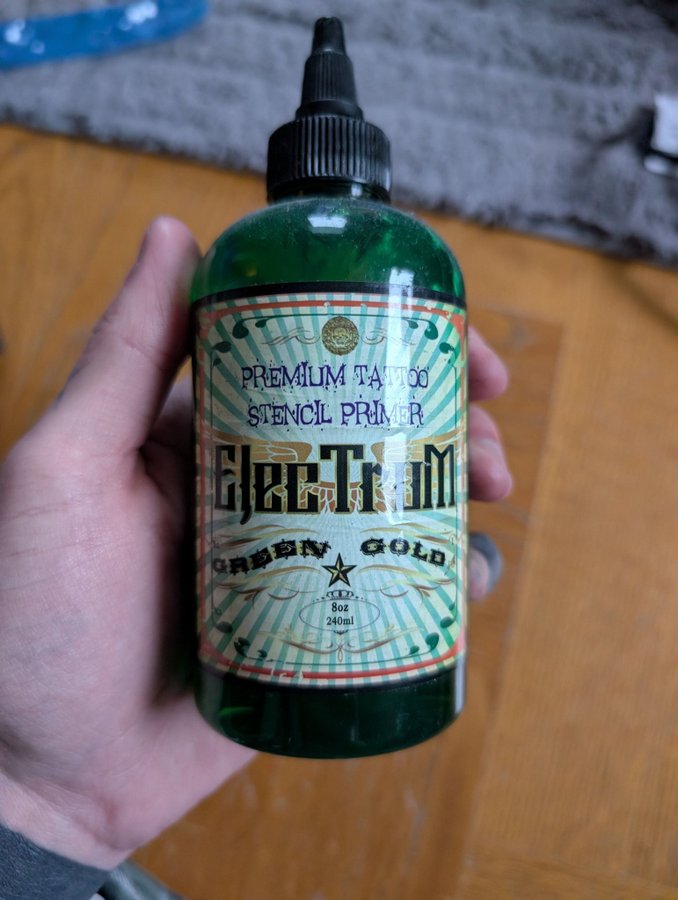 PREMIUM TATTOO
STENCIL PRIMER
ElecTruM
GREEN GOLD
8oz
240ml